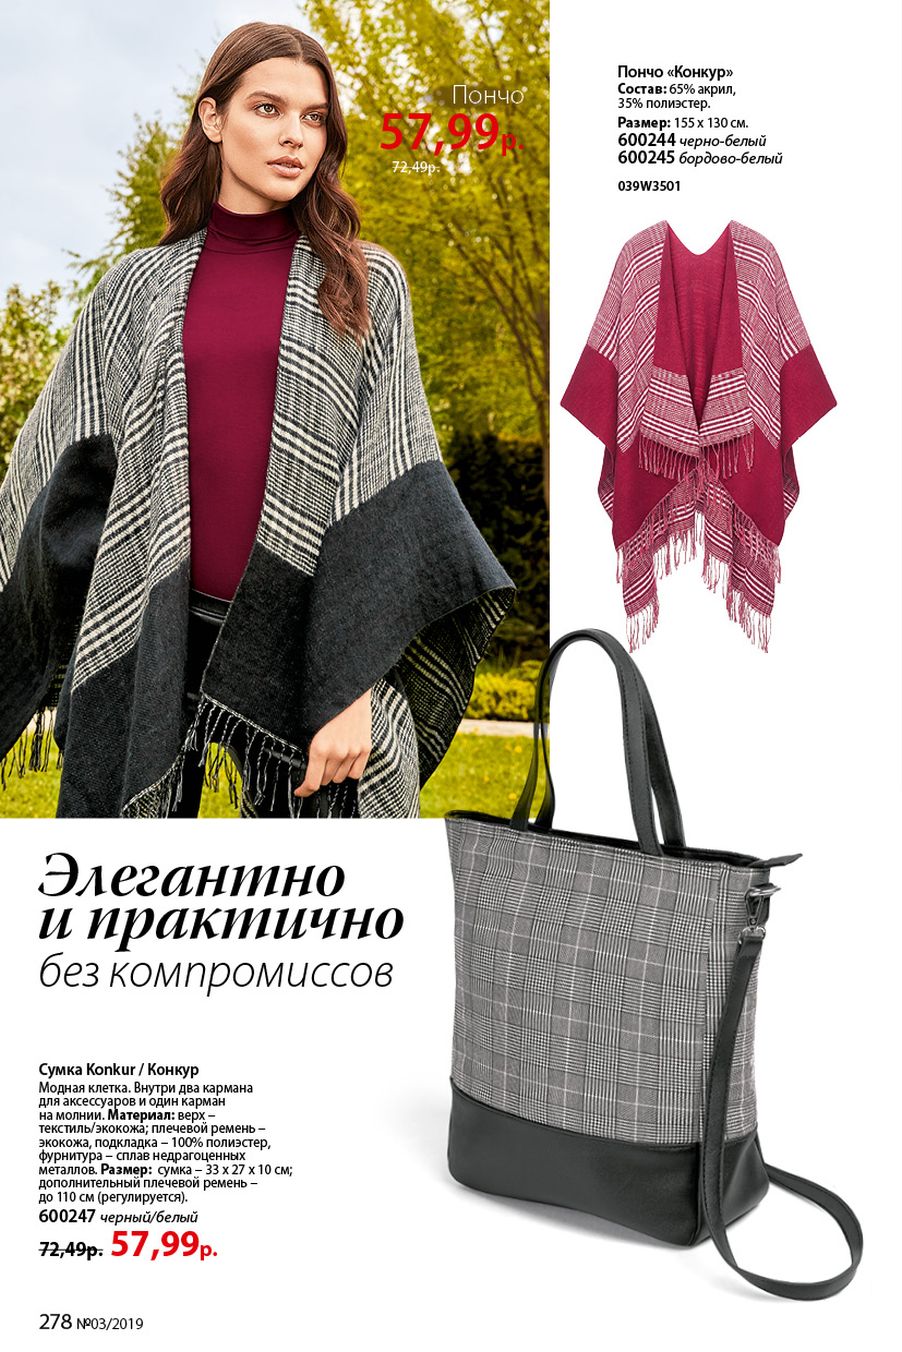 Пончо
57,99р.
72,49р.
Пончо «Конкур»
Состав: 65% акрил,
35% полиэстер.
Размер: 155 х 130 см.
600244 черно-белый
600245 бордово-белый
039W3501
Элегантно
и практично
без компромиссов
Сумка Konkur / Конкур
Модная клетка. Внутри два кармана
для аксессуаров и один карман
на молнии. Материал: верх –
текстиль/экокожа; плечевой ремень –
экокожа, подкладка – 100% полиэстер,
фурнитура – сплав недрагоценных
металлов. Размер: сумка – 33 х 27 х 10 см;
дополнительный плечевой ремень –
до 110 см (регулируется).
600247 черный/белый
72,49р. 57,99р.
278 №03/2019